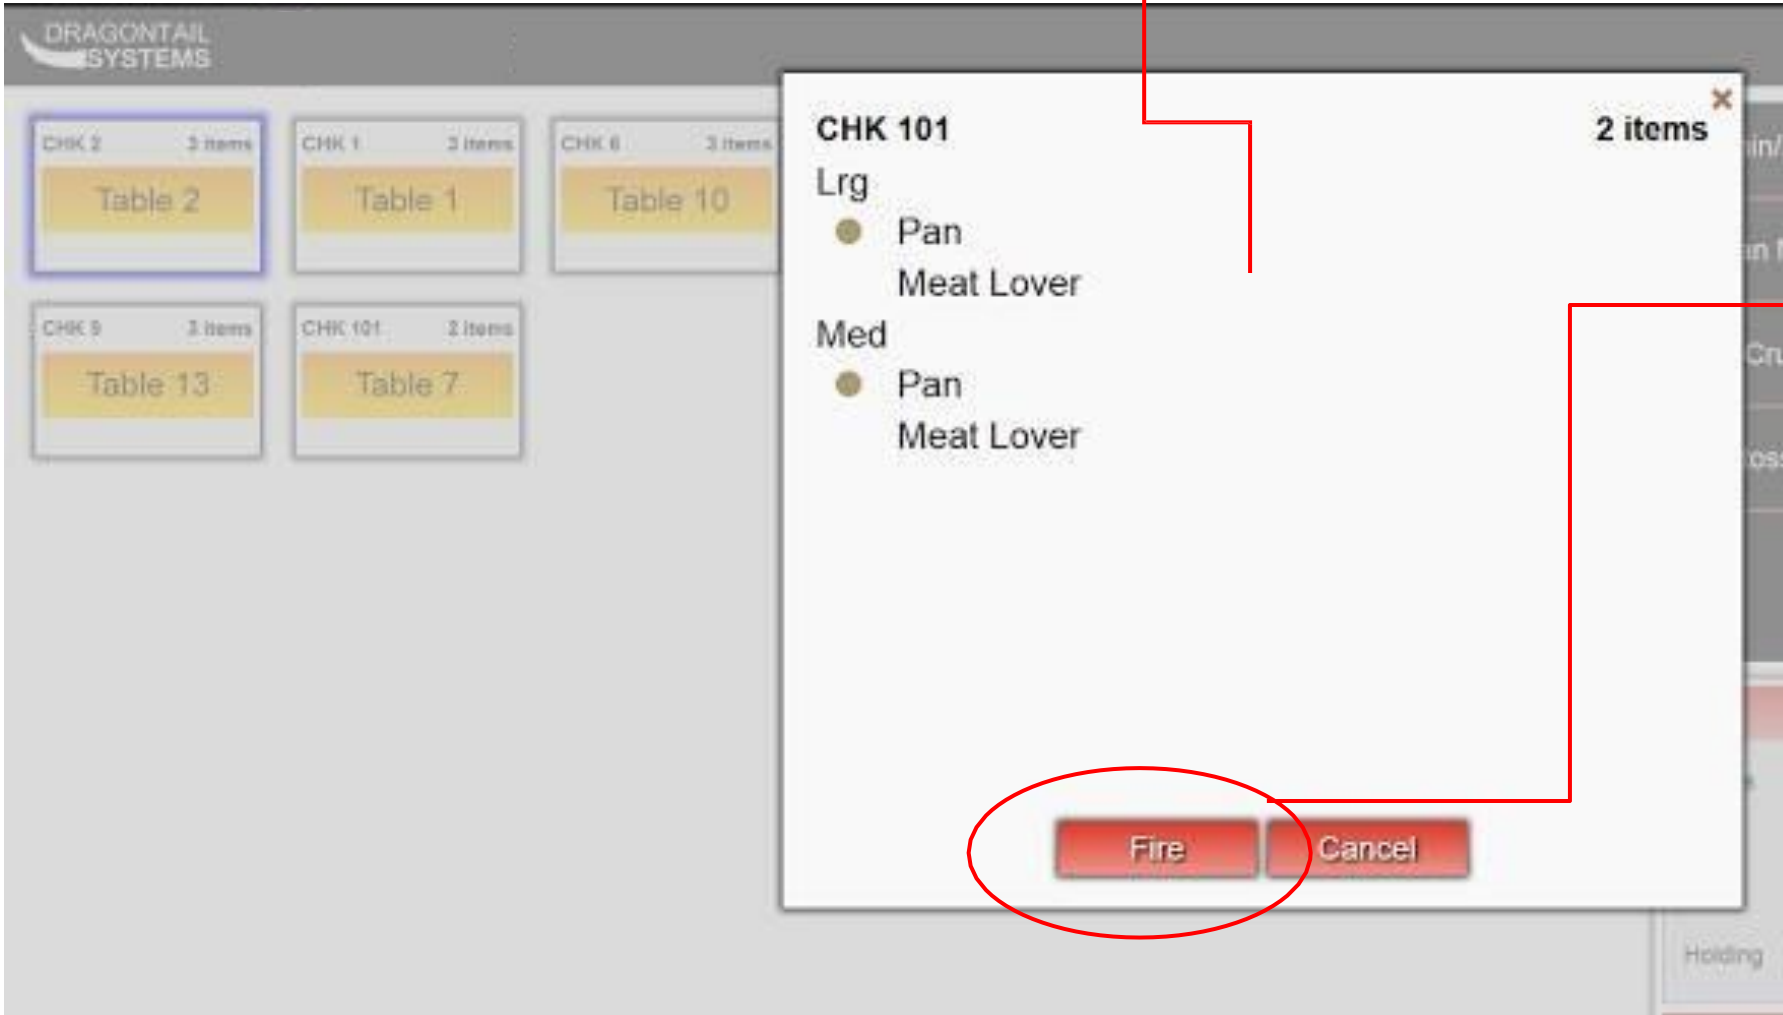 DRAGONTAIL
SYSTEMS
CHK 2 3 items
Table 2
CHK 1 3 items
Table 1
CHK 6 3 items
Table 10
CHK 9 3 items
Table 13
CHK 101 2 items
Table 7
CHK 101 2 items
Lrg
Pan
Meat Lover
Med
Pan
Meat Lover
Fire Cancel
Holding